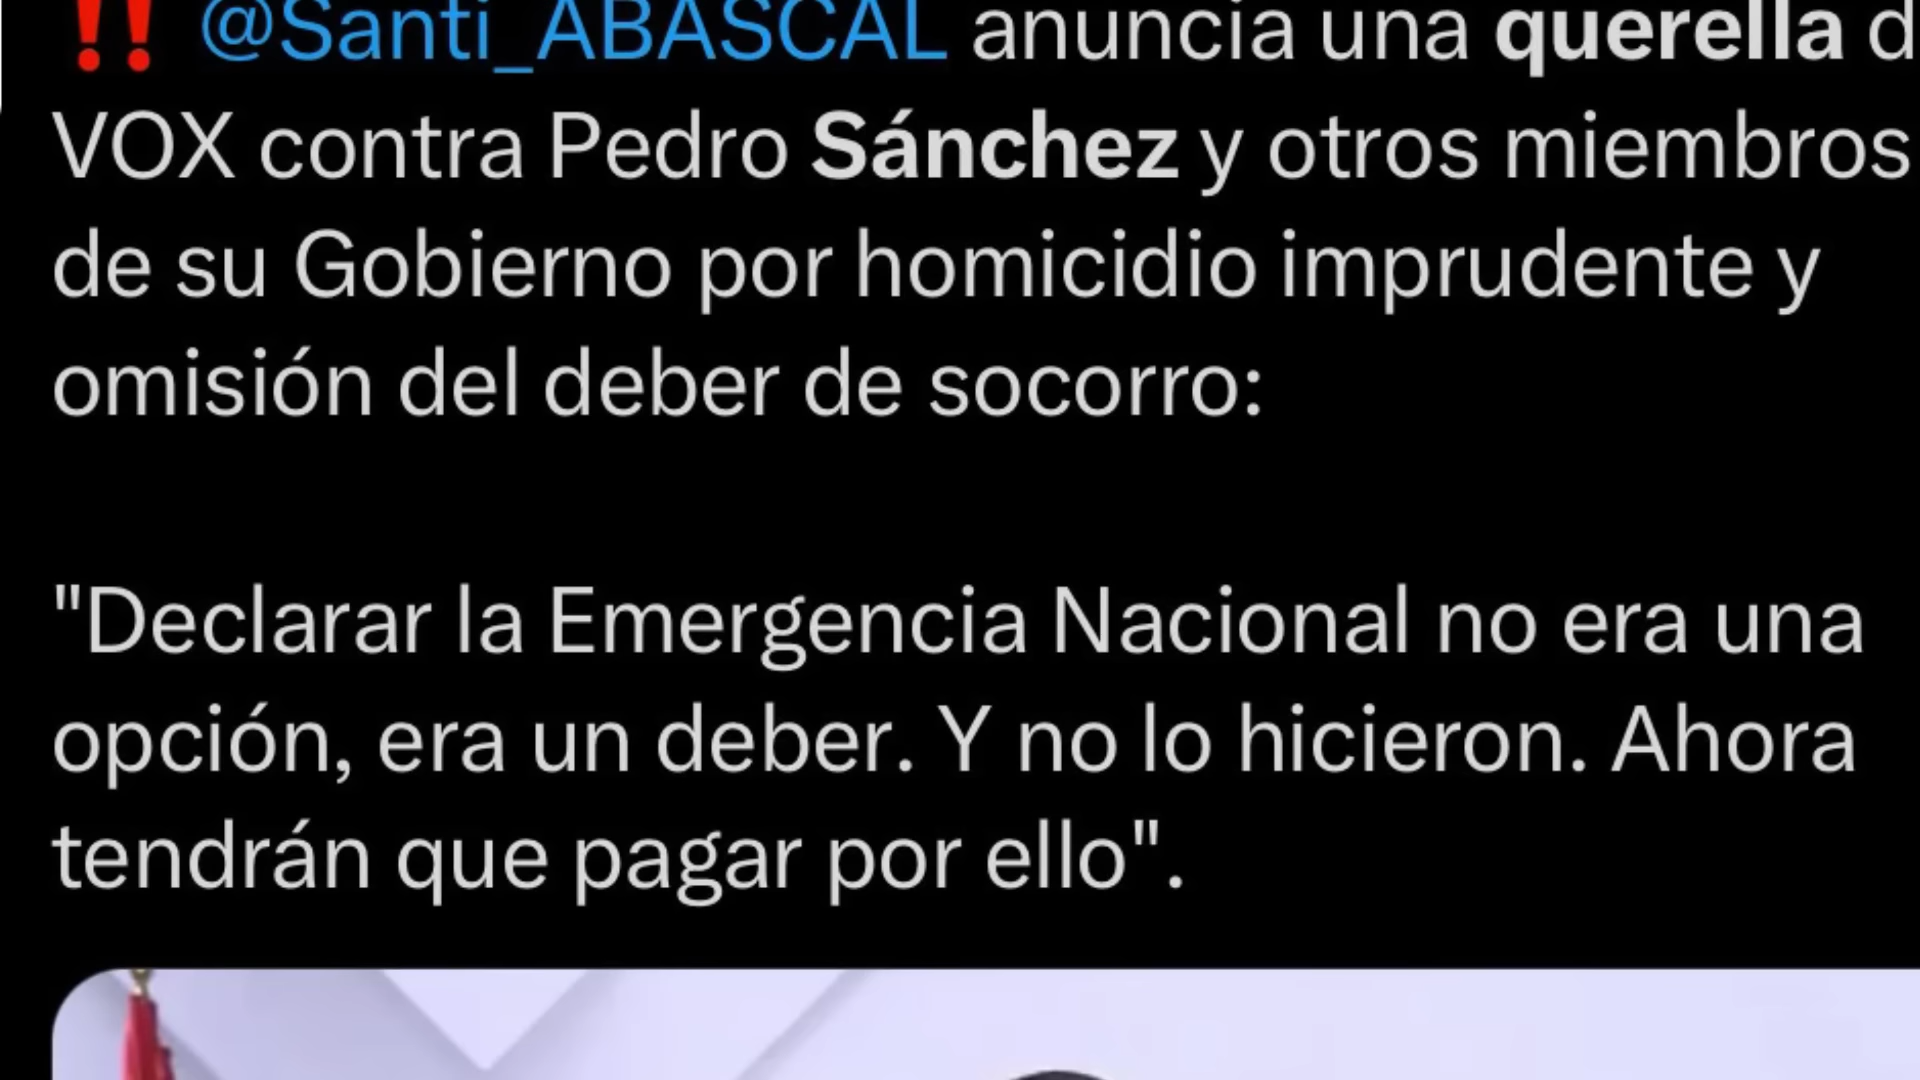 ‼️ @Santi_ABASCAL anuncia una querella d
VOX contra Pedro Sánchez y otros miembros
de su Gobierno por homicidio imprudente y
omisión del deber de socorro:
"Declarar la Emergencia Nacional no era una
opción, era un deber. Y no lo hicieron. Ahora
tendrán que pagar por ello".